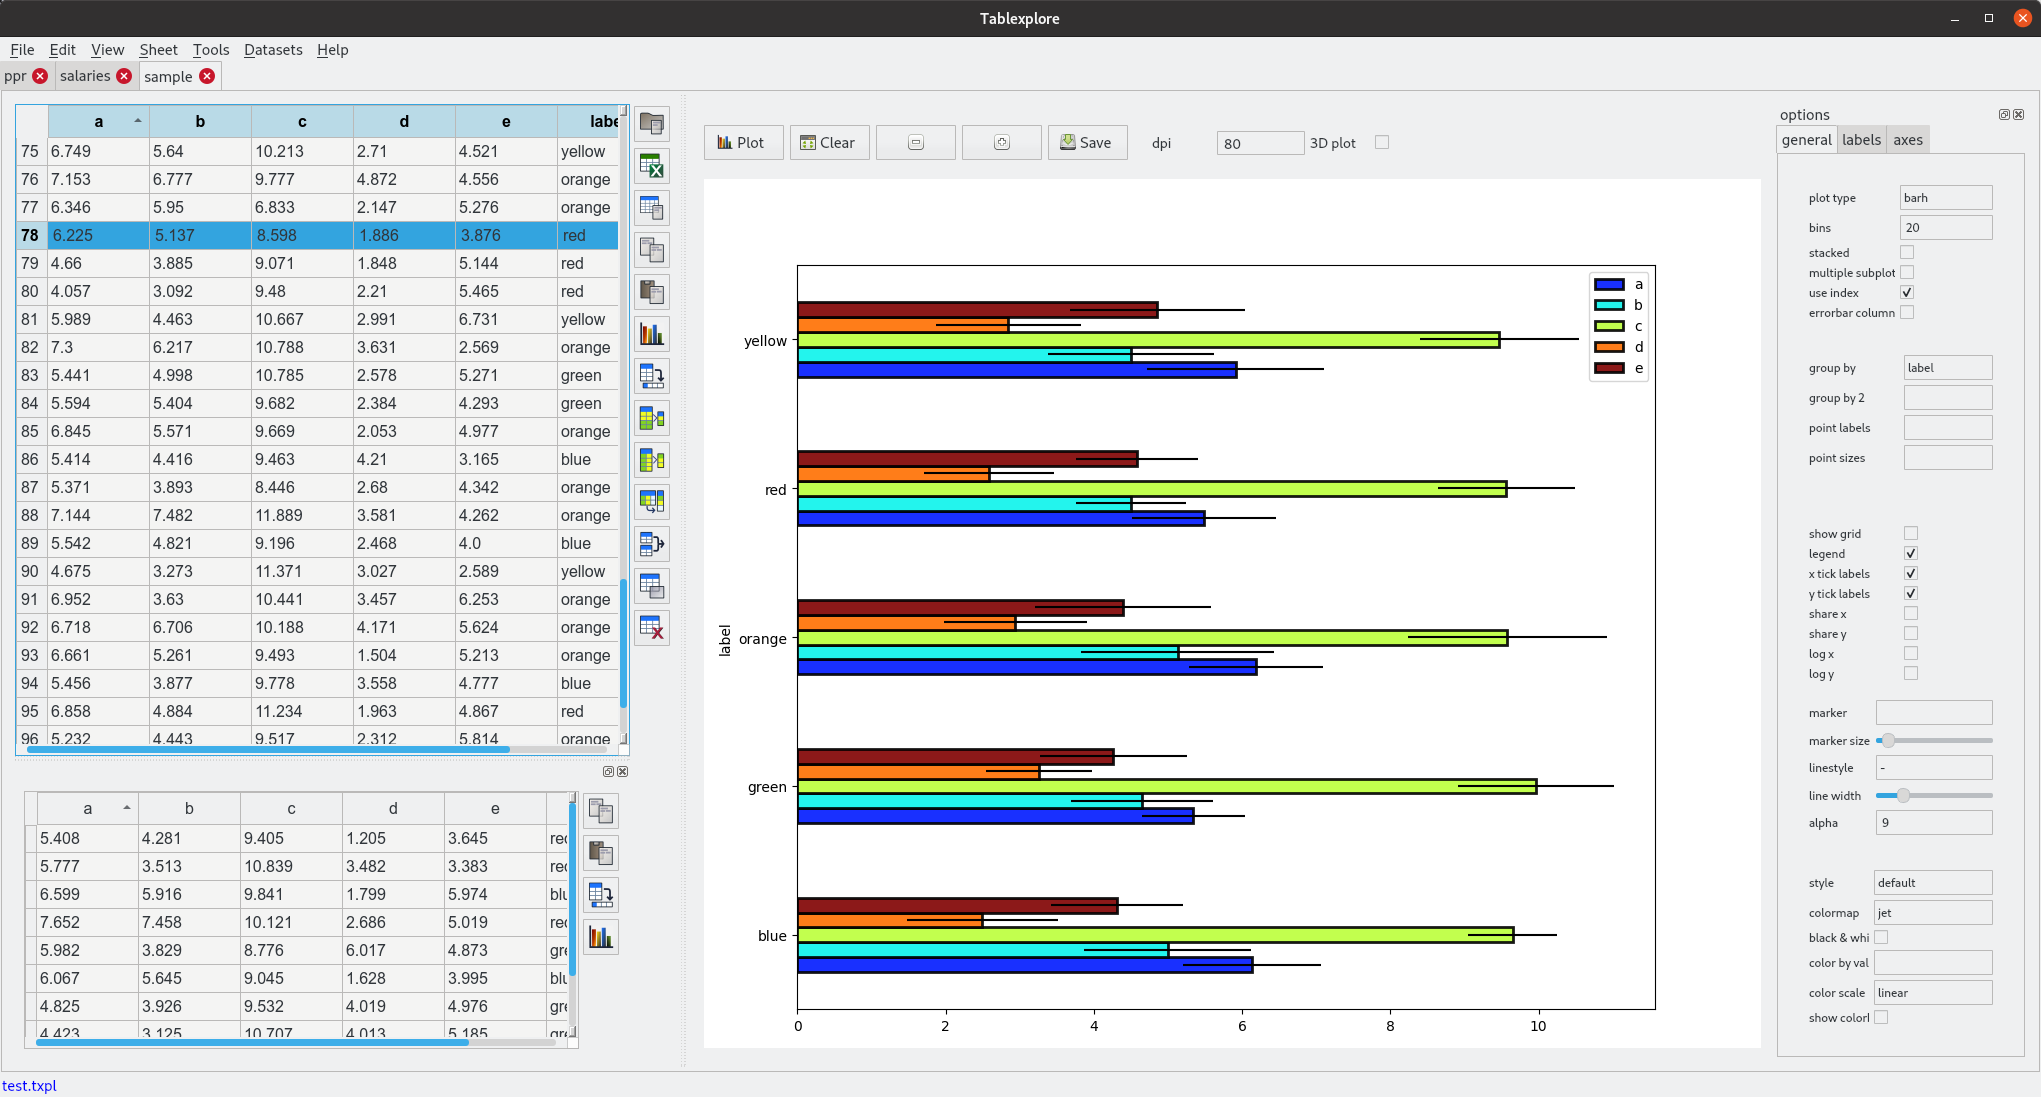 Tablexplore
File Edit View Sheet Tools Datasets Help
ppr salaries sample
a b c d e labe
75 6.749 5.64 10.213 2.71 4.521 yellow
76 7.153 6.777 9.777 4.872 4.556 orange
77 6.346 5.95 6.833 2.147 5.276 orange
78 6.225 5.137 8.598 1.886 3.876 red
79 4.66 3.885 9.071 1.848 5.144 red
80 4.057 3.092 9.48 2.21 5.465 red
81 5.989 4.463 10.667 2.991 6.731 yellow
82 7.3 6.217 10.788 3.631 2.569 orange
83 5.441 4.998 10.785 2.578 5.271 green
84 5.594 5.404 9.682 2.384 4.293 green
85 6.845 5.571 9.669 2.053 4.977 orange
86 5.414 4.416 9.463 4.21 3.165 blue
87 5.371 3.893 8.446 2.68 4.342 orange
88 7.144 7.482 11.889 3.581 4.262 orange
89 5.542 4.821 9.196 2.468 4.0 blue
90 4.675 3.273 11.371 3.027 2.589 yellow
91 6.952 3.63 10.441 3.457 6.253 orange
92 6.718 6.706 10.188 4.171 5.624 orange
93 6.661 5.261 9.493 1.504 5.213 orange
94 5.456 3.877 9.778 3.558 4.777 blue
95 6.858 4.884 11.234 1.963 4.867 red
96 5.232 4.443 9.517 2.312 5.814 orange
a b c d e
5.408 4.281 9.405 1.205 3.645 red
5.777 3.513 10.839 3.482 3.383 red
6.599 5.916 9.841 1.799 5.974 blu
7.652 7.458 10.121 2.686 5.019 red
5.982 3.829 8.776 6.017 4.873 gre
6.067 5.645 9.045 1.628 3.995 blu
4.825 3.926 9.532 4.019 4.976 gre
4.423 3.125 10.707 4.013 5.185 gre
Plot Clear Save dpi 80 3D plot
a
b
c
d
e
yellow
red
orange
green
blue
label
0 2 4 6 8 10
options
general labels axes
plot type barh
bins 20
stacked
multiple subplot
use index
errorbar column
group by label
group by 2
point labels
point sizes
show grid
legend
x tick labels
y tick labels
share x
share y
log x
log y
marker
marker size
linestyle -
line width
alpha 9
style default
colormap jet
black & whi
color by val
color scale linear
show colorl
test.txpl